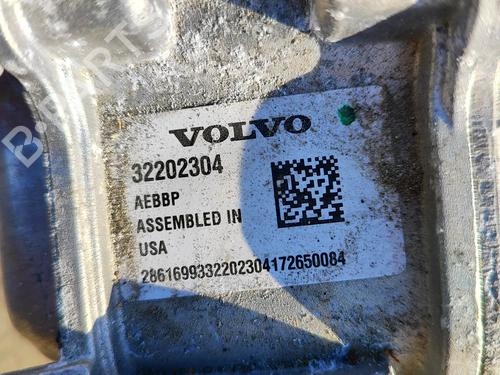 VOLVO
32202304
AEBBP
ASSEMBLED IN
USA
2861699332202304172650084